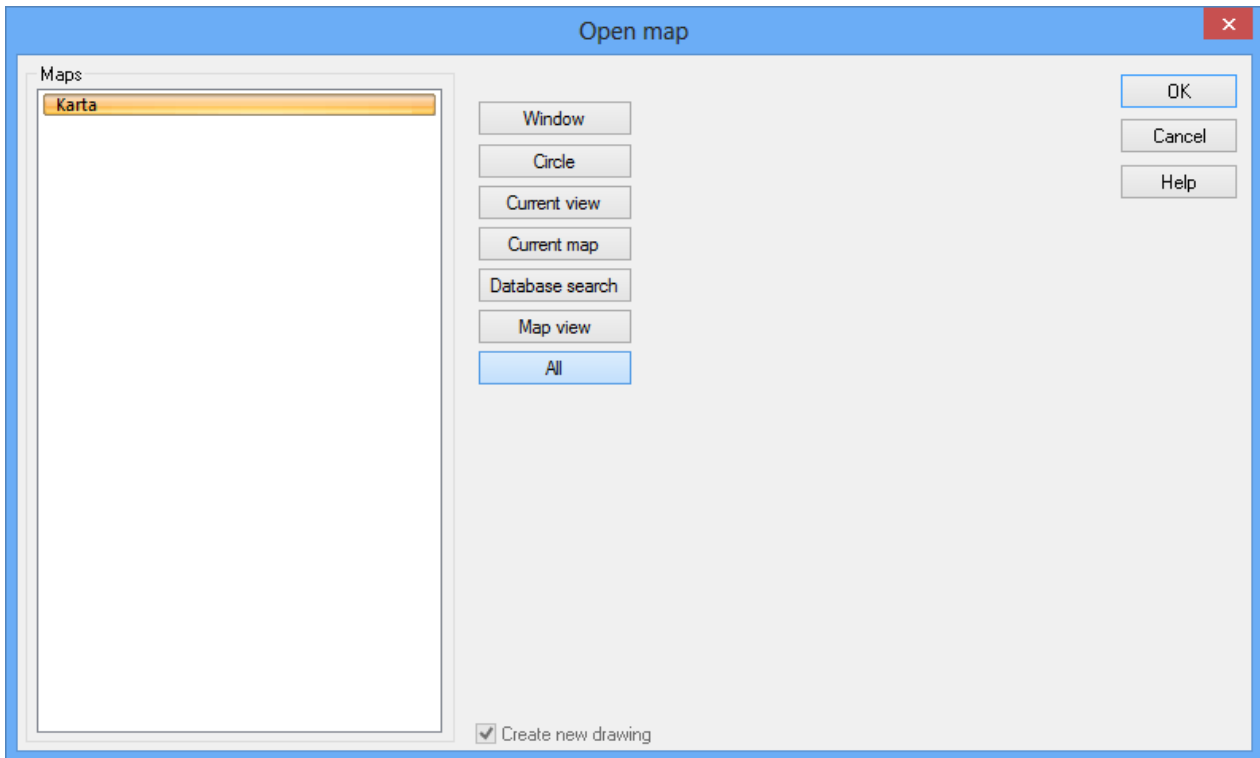 Open map
Maps
Karta
Window
Circle
Current view
Current map
Database search
Map view
All
Create new drawing
OK
Cancel
Help